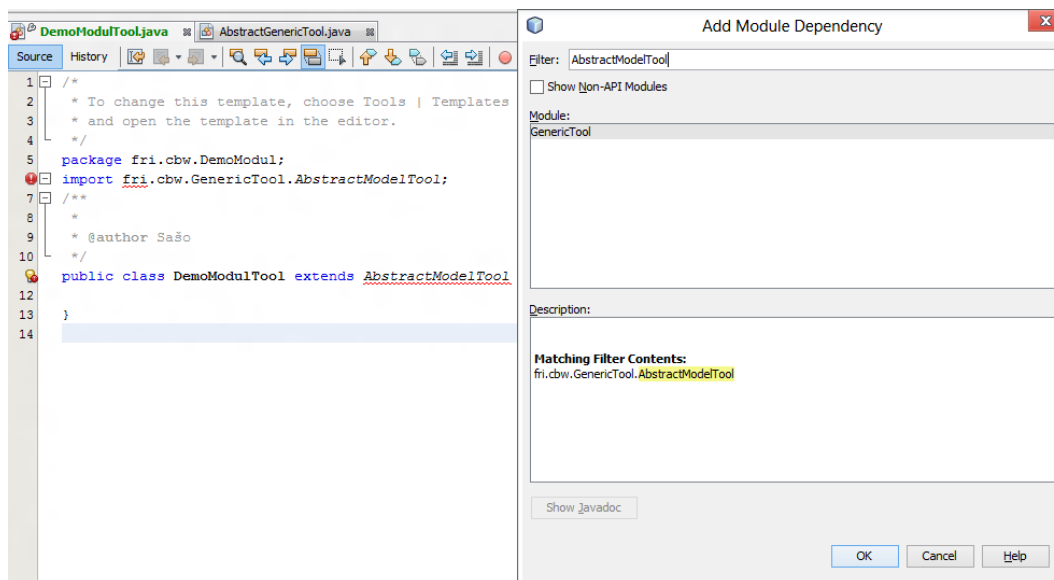 DemoModulTool.java
AbstractGenericTool.java
Source
History
1 /*
2 * To change this template, choose Tools | Templates
3 * and open the template in the editor.
4 */
5 package fri.cbw.DemoModul;
import fri.cbw.GenericTool.AbstractModelTool;
7 /**
8 *
9 * @author Sašo
10 */
public class DemoModulTool extends AbstractModelTool
12
13 }
14
Add Module Dependency
x
Filter: AbstractModelTool
Show Non-API Modules
Module:
GenericTool
Description:
Matching Filter Contents:
fri.cbw.GenericTool.AbstractModelTool
Show Javadoc
OK
Cancel
Help